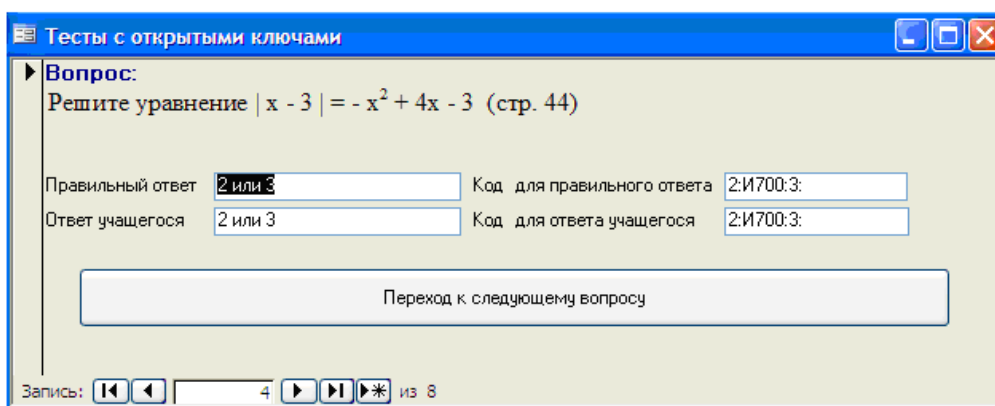 Тесты с открытыми ключами
Вопрос:
Решите уравнение | x - 3 | = - x² + 4x - 3 (стр. 44)
Правильный ответ 2 или 3 Код для правильного ответа 2:И700:3:
Ответ учащегося 2 или 3 Код для ответа учащегося 2:И700:3:
Переход к следующему вопросу
Запись: 4 из 8